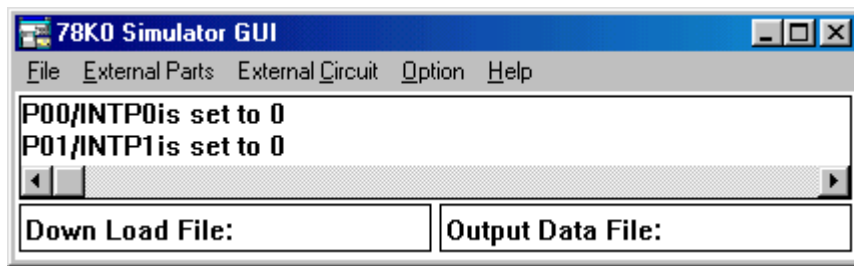 78K0 Simulator GUI
File External Parts External Circuit Option Help
P00/INTP0is set to 0
P01/INTP1is set to 0
Down Load File: Output Data File: